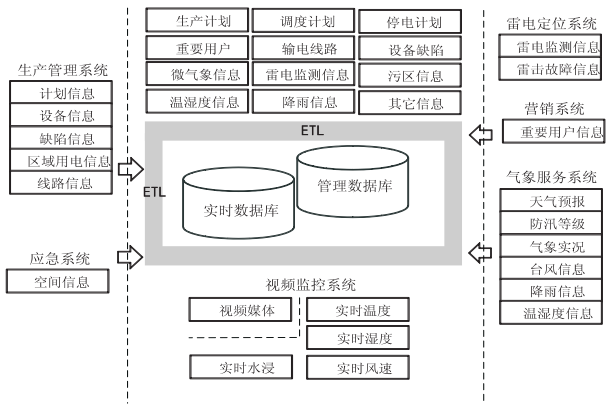 生产计划
调度计划
停电计划
重要用户
输电线路
设备缺陷
微气象信息
雷电监测信息
污区信息
温湿度信息
降雨信息
其它信息
生产管理系统
计划信息
设备信息
缺陷信息
区域用电信息
线路信息
应急系统
空间信息
ETL
ETL
实时数据库
管理数据库
视频监控系统
视频媒体
实时温度
实时湿度
实时水浸
实时风速
雷电定位系统
雷电监测信息
雷击故障信息
营销系统
重要用户信息
气象服务系统
天气预报
防汛等级
气象实况
台风信息
降雨信息
温湿度信息